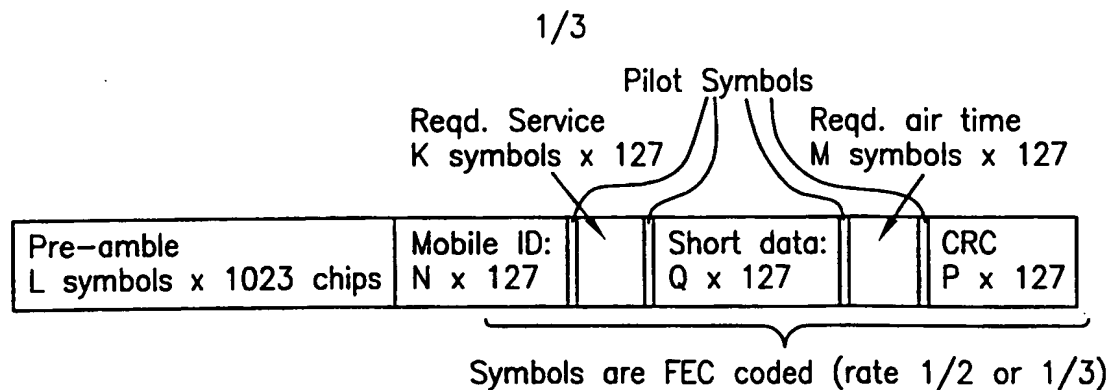 1/3
Pilot Symbols
Reqd. Service
K symbols x 127
Reqd. air time
M symbols x 127
Pre-amble
L symbols x 1023 chips
Mobile ID:
N x 127
Short data:
Q x 127
CRC
P x 127
Symbols are FEC coded (rate 1/2 or 1/3)